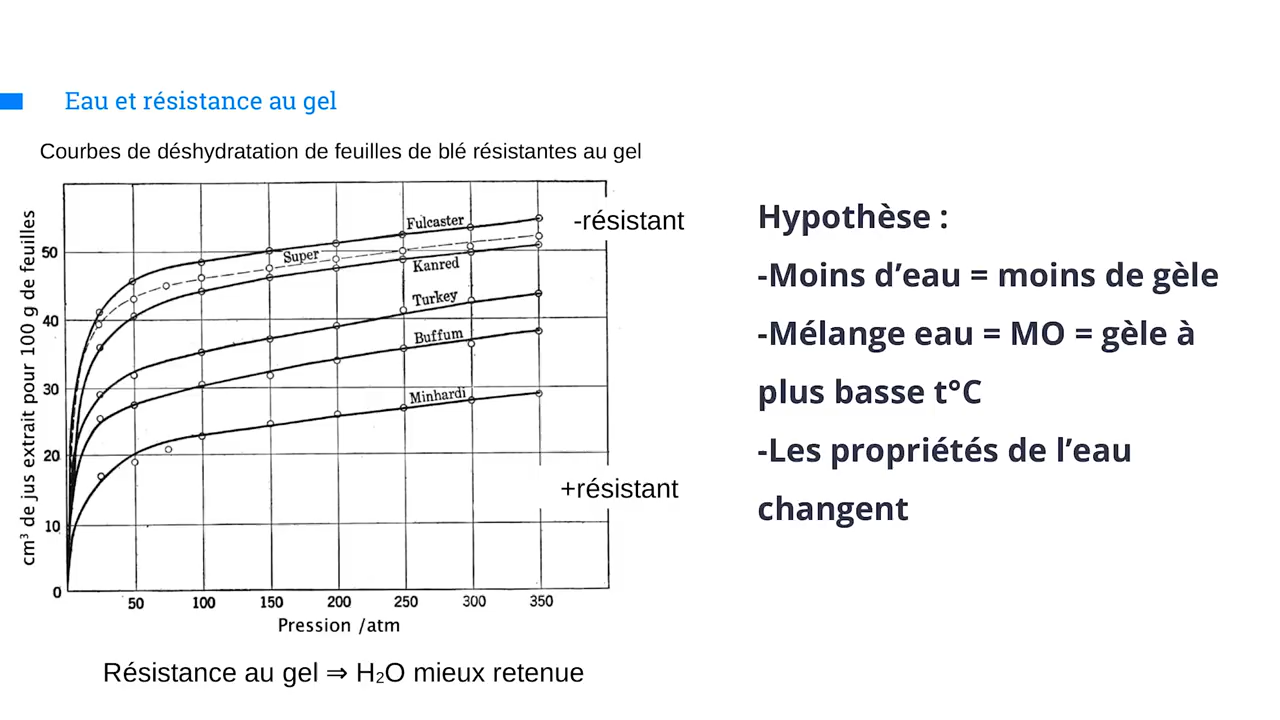 Eau et résistance au gel
Courbes de déshydratation de feuilles de blé résistantes au gel
cm³ de jus extrait pour 100 g de feuilles
50
40
30
20
10
0
Fulcaster
Super
Kanred
Turkey
Buffum
Minhardi
-résistant
+résistant
50 100 150 200 250 300 350
Pression /atm
Résistance au gel ⇒ H₂O mieux retenue
Hypothèse :
-Moins d’eau = moins de gèle
-Mélange eau = MO = gèle à
plus basse t°C
-Les propriétés de l’eau
changent